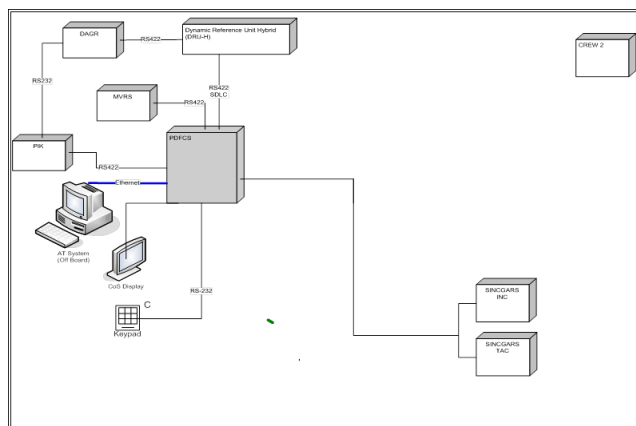 DAGR
RS422
Dynamic Reference Unit Hybrid
(DRU-H)
CREW 2
RS232
MVRS
RS422
RS422
SDLC
PIK
PDFCS
RS422
Ethernet
AT System
(Off Board)
CoS Display
RS-232
C
Keypad
SINCGARS
INC
SINCGARS
TAC